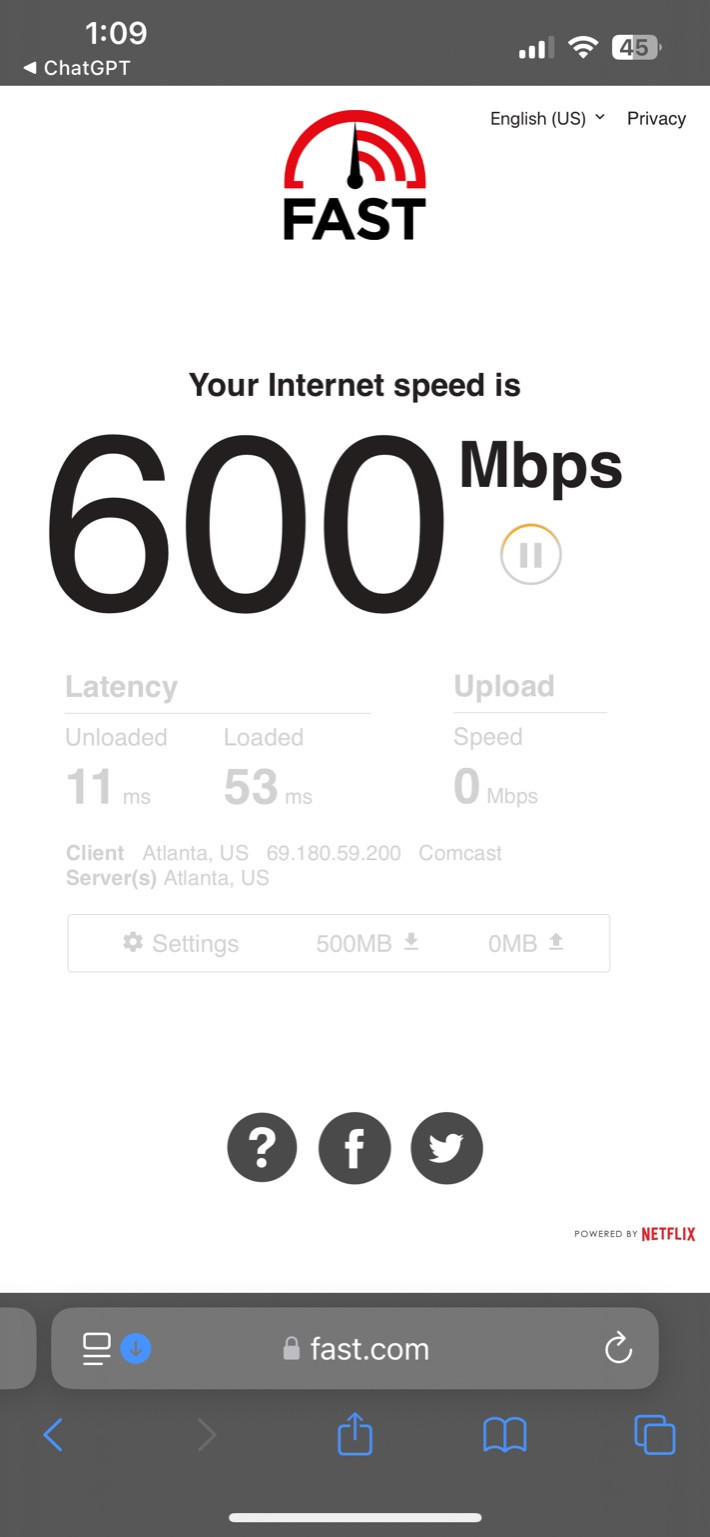 1:09
45
◀ ChatGPT
English (US) Privacy
FAST
Your Internet speed is
600 Mbps
Latency Upload
Unloaded Loaded Speed
11 ms 53 ms 0 Mbps
Client Atlanta, US 69.180.59.200 Comcast
Server(s) Atlanta, US
Settings 500MB 0MB
?
f
POWERED BY NETFLIX
fast.com